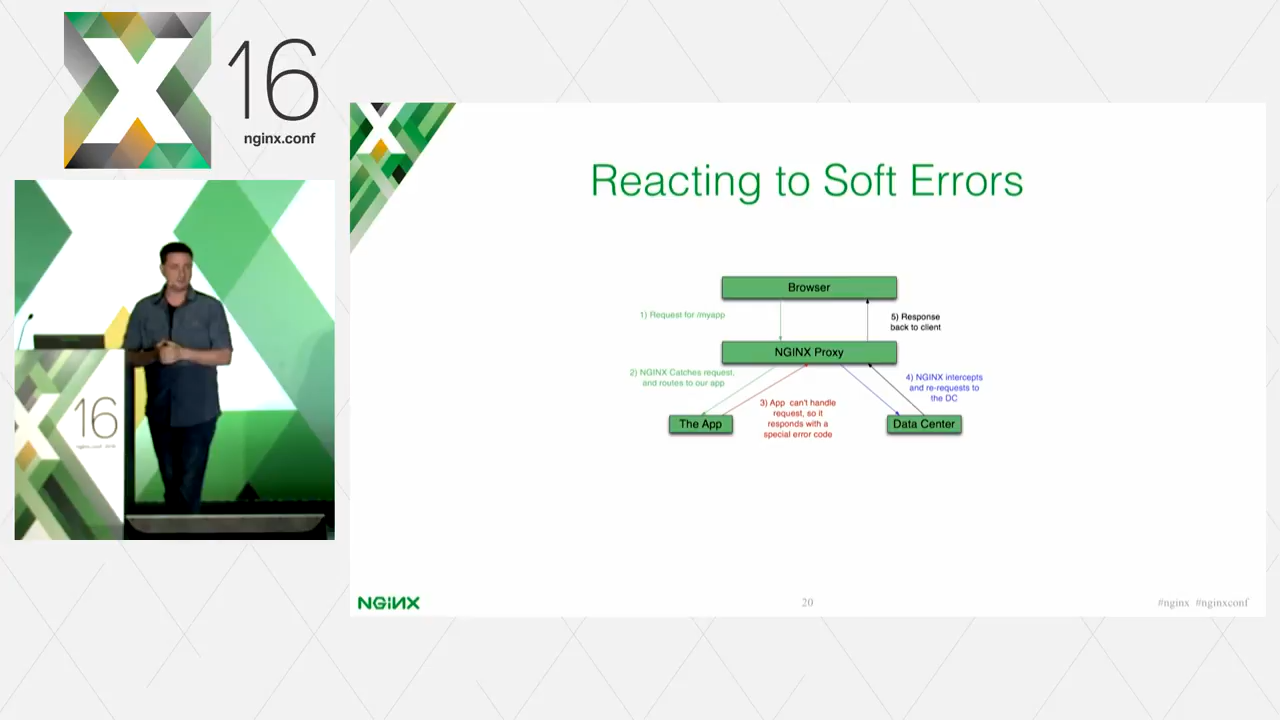 16
nginx.conf
16
Reacting to Soft Errors
Browser
1) Request for /myapp
5) Response
back to client
NGINX Proxy
2) NGINX Catches request,
and routes to our app
4) NGINX intercepts
and re-requests to
the DC
3) App can't handle
request, so it
responds with a
special error code
The App
Data Center
NGINX
20
#nginx #nginxconf